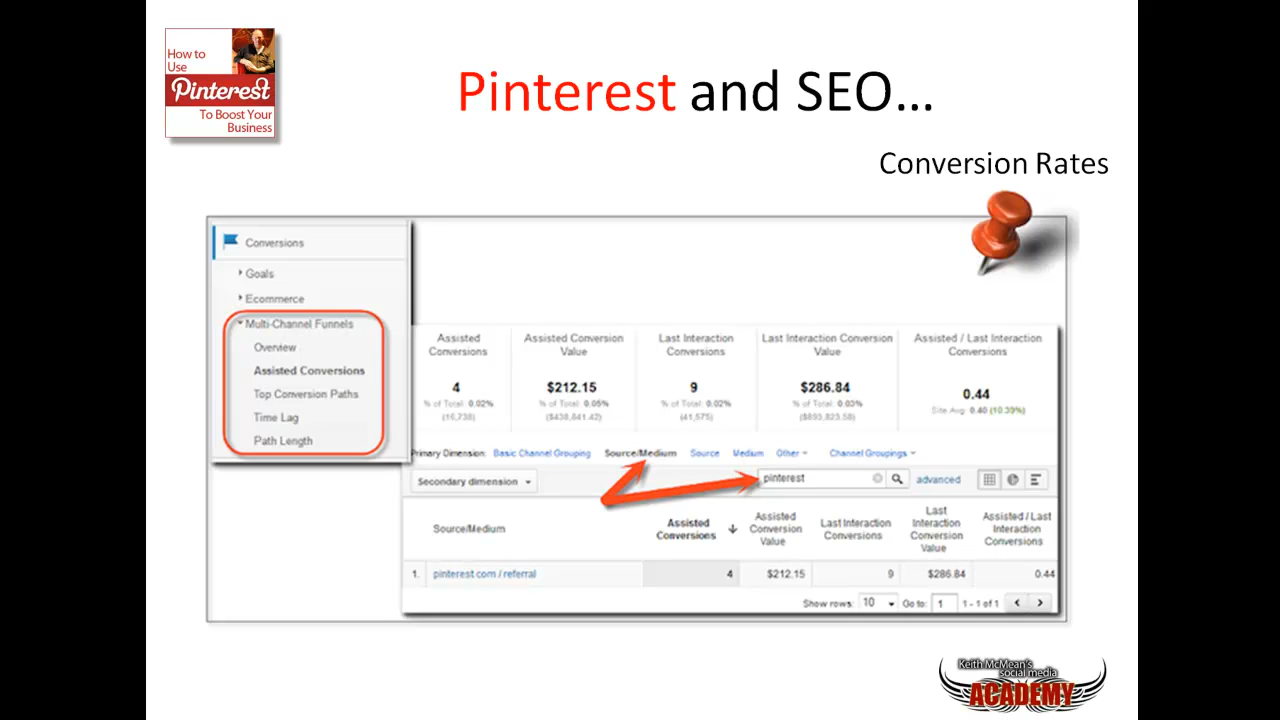 How to
Use
Pinterest
To Boost Your
Business
Pinterest and SEO...
Conversion Rates
Conversions
Goals
Ecommerce
Multi-Channel Funnels
Overview
Assisted Conversions
Top Conversion Paths
Time Lag
Path Length
Assisted
Conversions
4
% of Total: 0.02%
(16,738)
Assisted Conversion
Value
$212.15
% of Total: 0.05%
($438,841.42)
Last Interaction
Conversions
9
% of Total: 0.02%
(41,575)
Last Interaction Conversion
Value
$286.84
% of Total: 0.03%
($893,823.58)
Assisted / Last Interaction
Conversions
0.44
Site Avg: 0.40 (10.39%)
Primary Dimension: Basic Channel Grouping Source/Medium Source Medium Other Channel Groupings
Secondary dimension pinterest advanced
Source/Medium
Assisted
Conversions
Assisted
Conversion
Value
Last Interaction
Conversions
Last
Interaction
Conversion
Value
Assisted / Last
Interaction
Conversions
1. pinterest.com / referral 4 $212.15 9 $286.84 0.44
Show rows: 10 Go to: 1 1 - 1 of 1
Keith McMean's
social media
ACADEMY